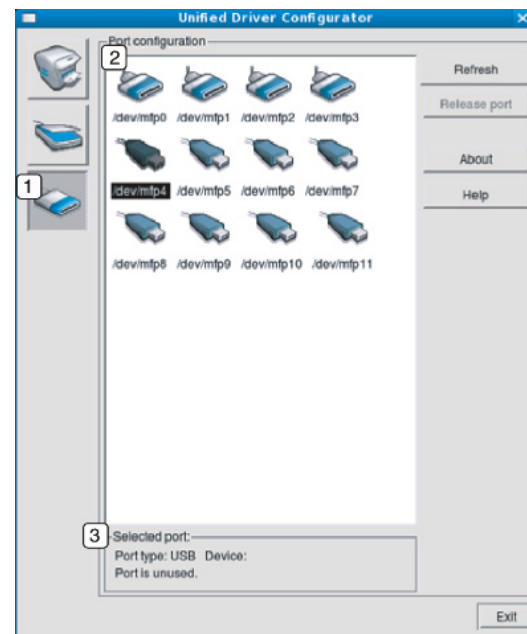 Unified Driver Configurator
Port configuration
1
2
3
/dev/mfp0 /dev/mfp1 /dev/mfp2 /dev/mfp3
/dev/mfp4 /dev/mfp5 /dev/mfp6 /dev/mfp7
/dev/mfp8 /dev/mfp9 /dev/mfp10 /dev/mfp11
Refresh
Release port
About
Help
Selected port:
Port type: USB Device:
Port is unused.
Exit